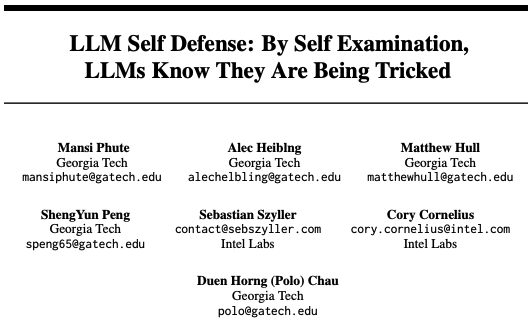 LLM Self Defense: By Self Examination,
LLMs Know They Are Being Tricked
Mansi Phute Alec Heiblng Matthew Hull
Georgia Tech Georgia Tech Georgia Tech
mansiphute@gatech.edu alechelbling@gatech.edu matthewhull@gatech.edu
ShengYun Peng Sebastian Szyller Cory Cornelius
Georgia Tech contact@sebszyller.com cory.cornelius@intel.com
speng65@gatech.edu Intel Labs Intel Labs
Duen Horng (Polo) Chau
Georgia Tech
polo@gatech.edu